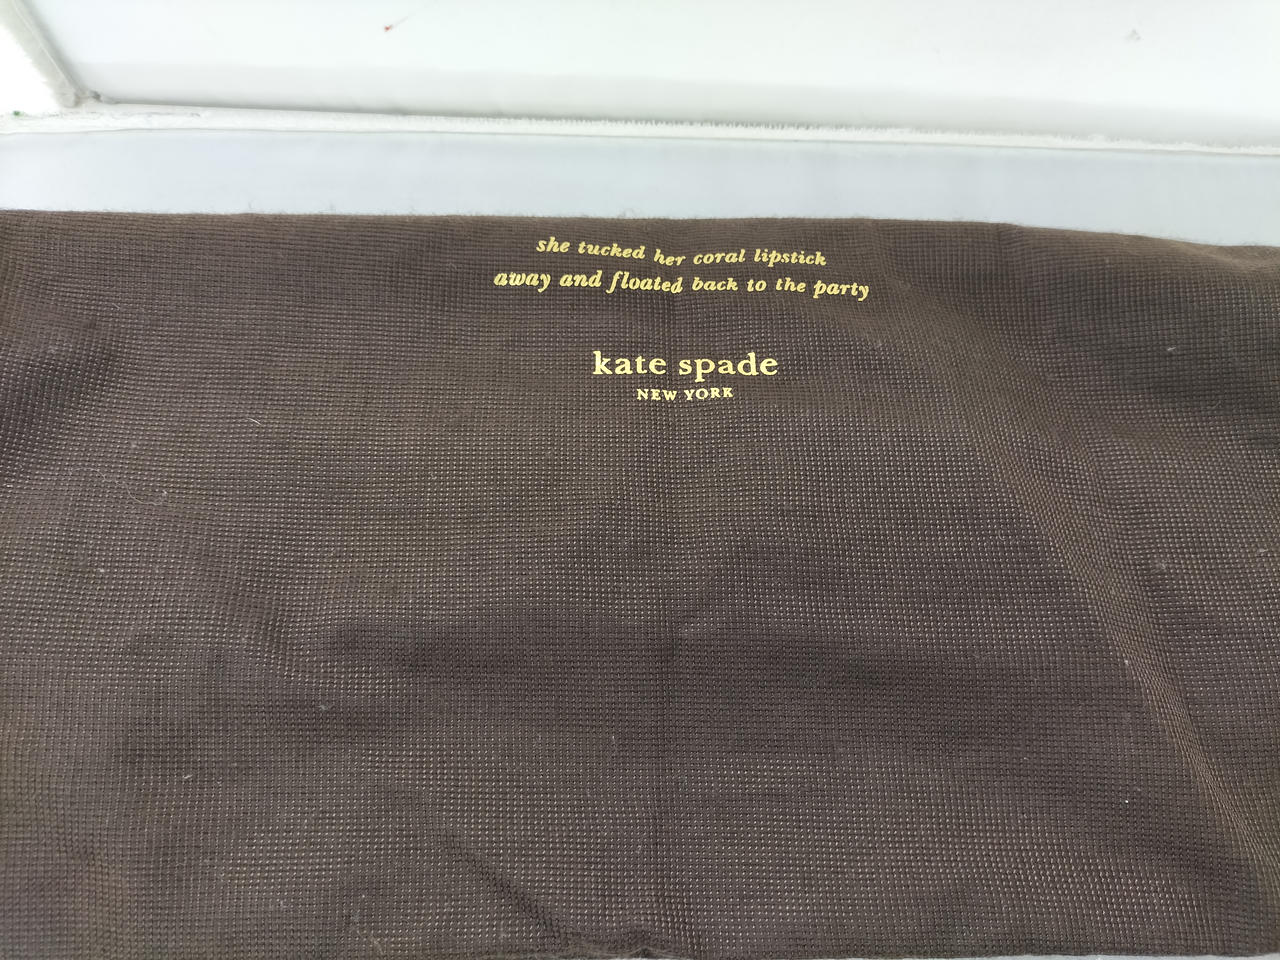 she tucked her coral lipstick
away and floated back to the party
kate spade
NEW YORK